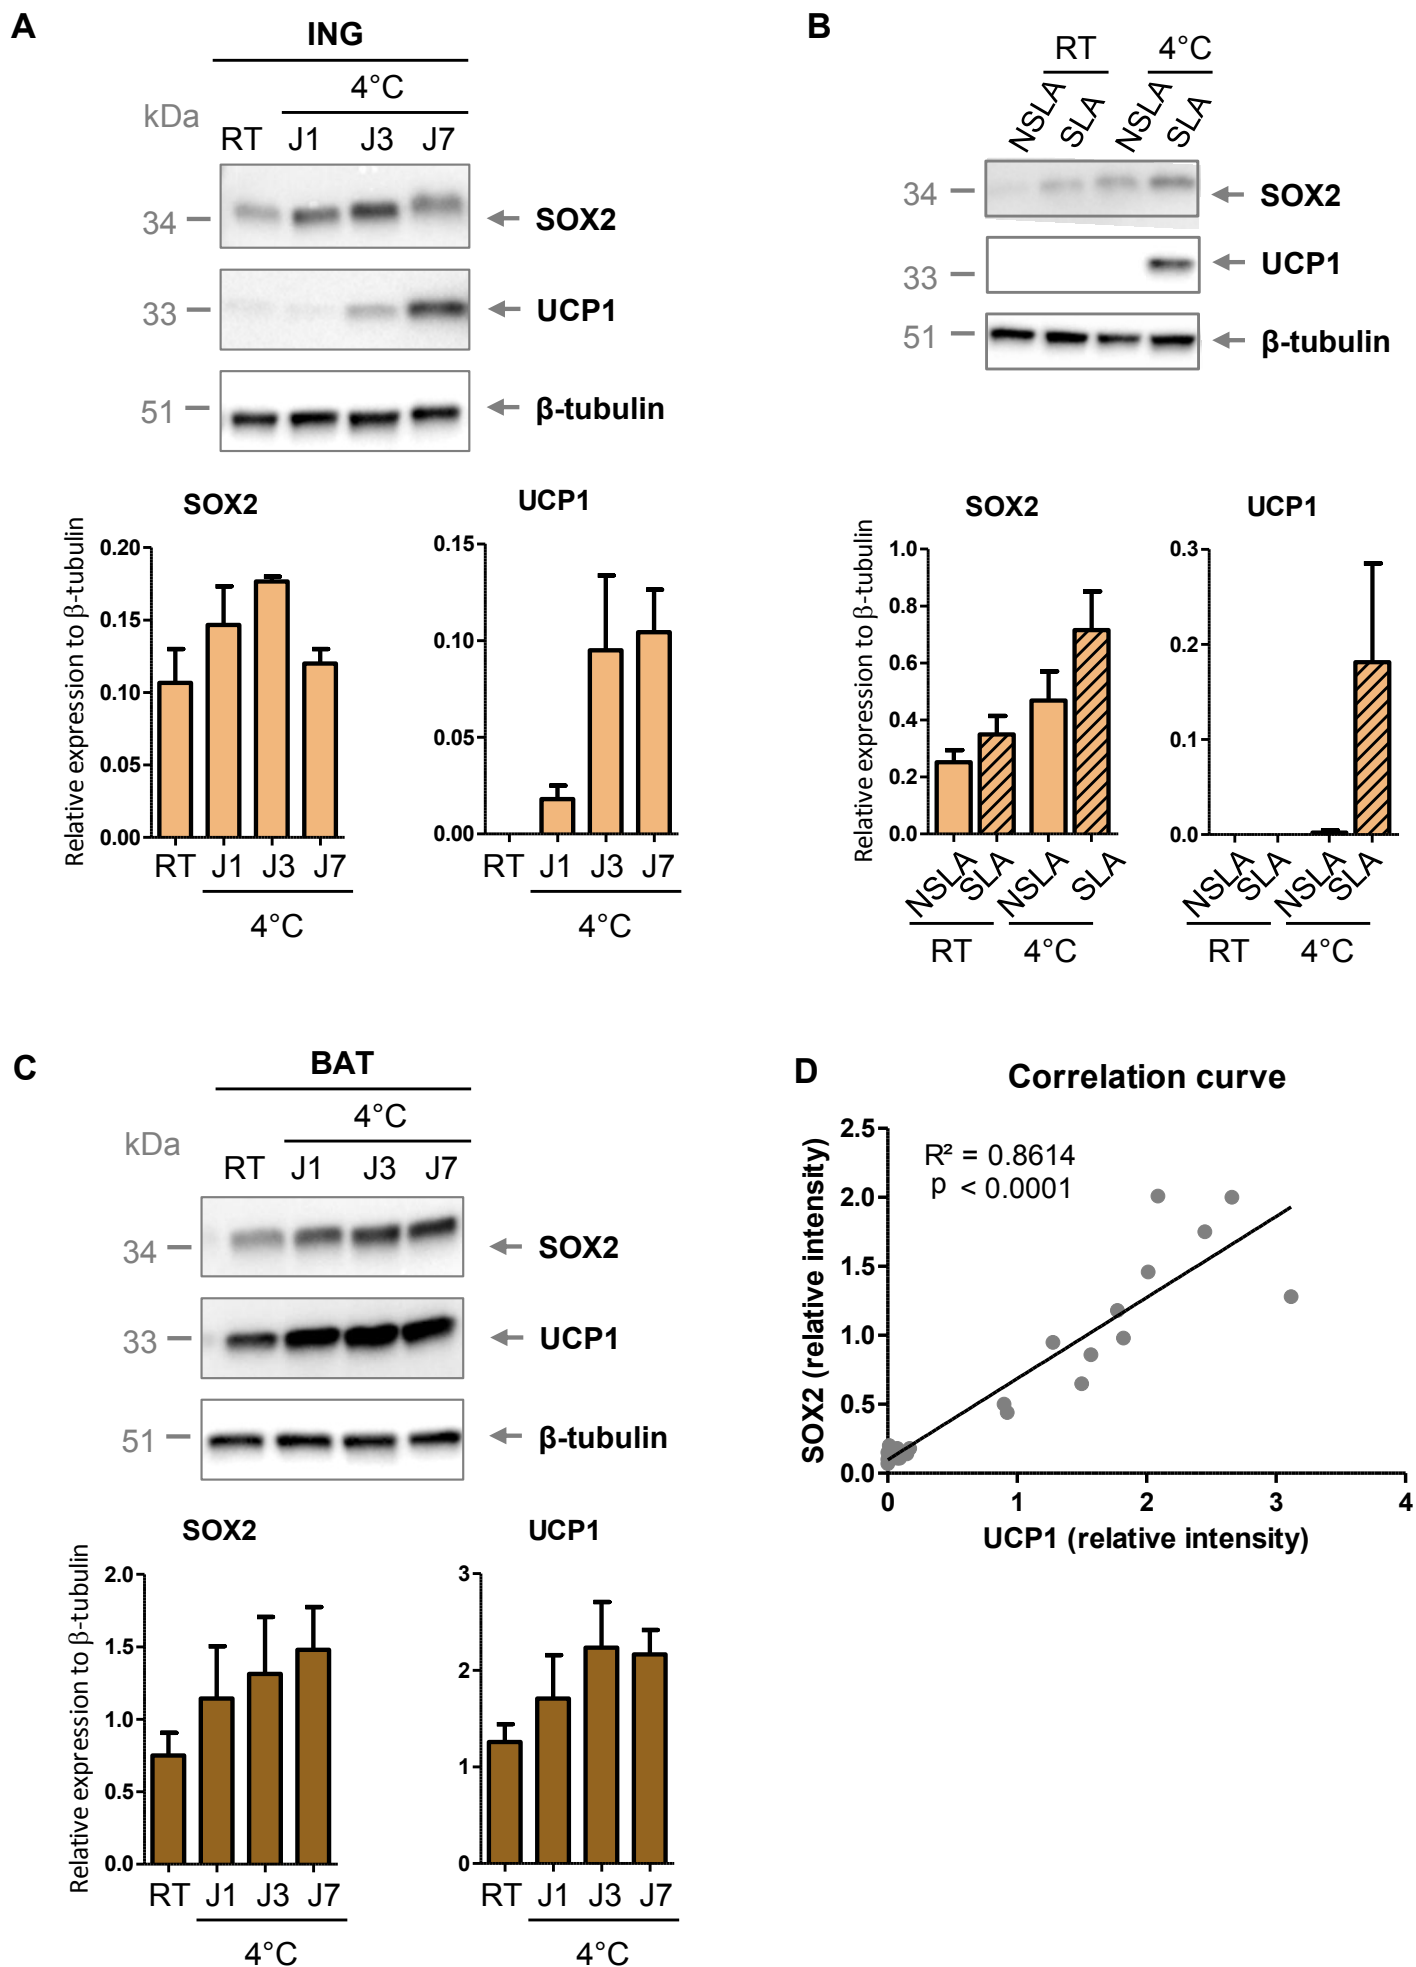 A
ING
4°C
kDa
RT J1 J3 J7
34
SOX2
33
UCP1
51
β-tubulin
SOX2
Relative expression to β-tubulin
0.20
0.15
0.10
0.05
0.00
RT J1 J3 J7
4°C
UCP1
0.15
0.10
0.05
0.00
RT J1 J3 J7
4°C
B
RT 4°C
NSLA SLA NSLA SLA
34
SOX2
33
UCP1
51
β-tubulin
SOX2
Relative expression to β-tubulin
1.0
0.8
0.6
0.4
0.2
0.0
NSLA SLA NSLA SLA
RT 4°C
UCP1
0.3
0.2
0.1
0.0
NSLA SLA NSLA SLA
RT 4°C
C
BAT
4°C
kDa
RT J1 J3 J7
34
SOX2
33
UCP1
51
β-tubulin
SOX2
Relative expression to β-tubulin
2.0
1.5
1.0
0.5
0.0
RT J1 J3 J7
4°C
UCP1
3
2
1
0
RT J1 J3 J7
4°C
D
Correlation curve
R² = 0.8614
p < 0.0001
SOX2 (relative intensity)
2.5
2.0
1.5
1.0
0.5
0.0
0 1 2 3 4
UCP1 (relative intensity)